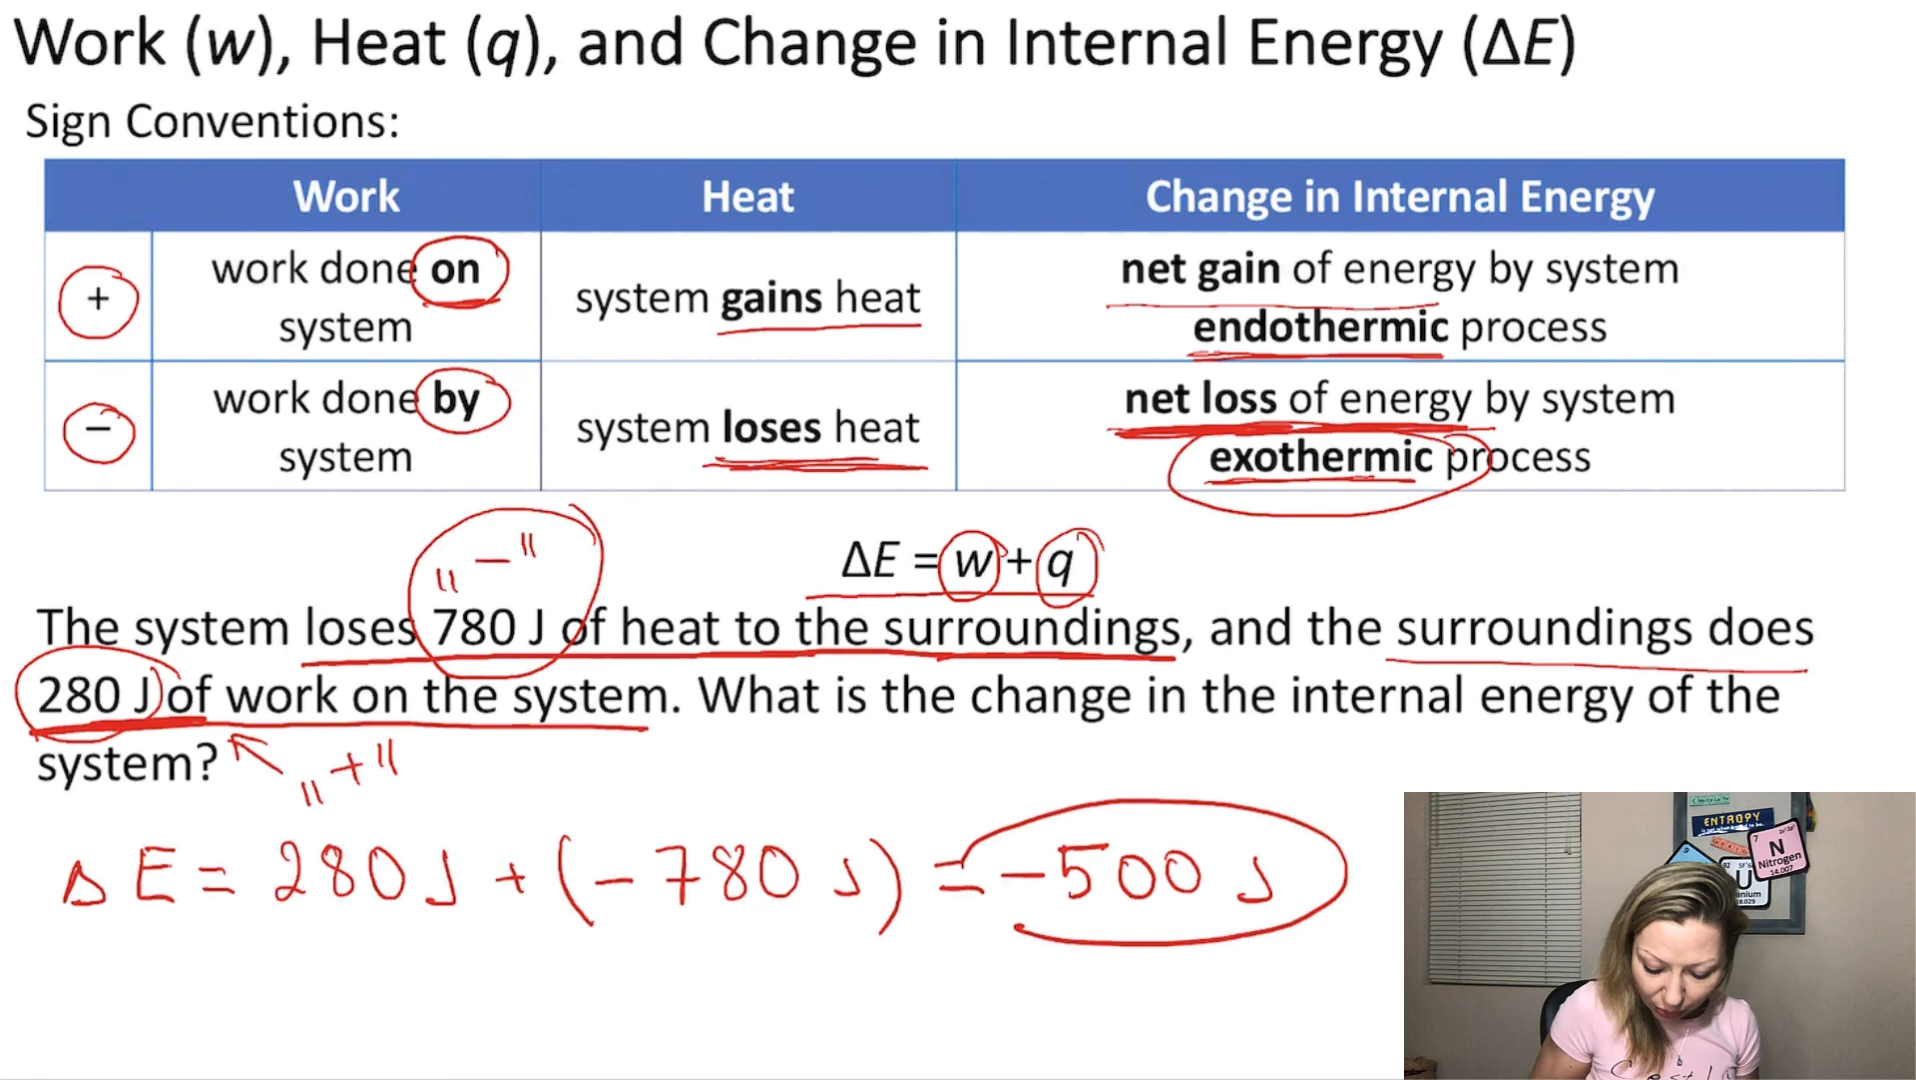 Work (w), Heat (q), and Change in Internal Energy (ΔE)
Sign Conventions:
Work Heat Change in Internal Energy
+ work done on system system gains heat net gain of energy by system endothermic process
− work done by system system loses heat net loss of energy by system exothermic process
" − "
ΔE = w + q
The system loses 780 J of heat to the surroundings, and the surroundings does
280 J of work on the system. What is the change in the internal energy of the
system?
" + "
Δ E = 280 J + (− 780 J) = −500 J
ENTROPY
7
N
Nitrogen
14.007
92
U